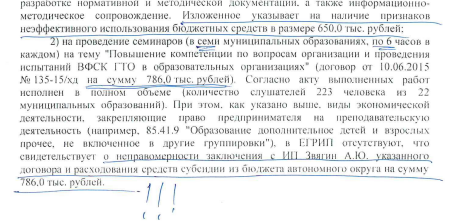 разработке нормативной и методической документации, а также информационно-
методическое сопровождение. Изложенное указывает на наличие признаков
неэффективного использования бюджетных средств в размере 650,0 тыс. рублей;
2) на проведение семинаров (в семи муниципальных образованиях, по 6 часов в
каждом) на тему "Повышение компетенции по вопросам организации и проведения
испытаний ВФСК ГТО в образовательных организациях" (договор от 10.06.2015
№ 135-15/хд на сумму 786,0 тыс. рублей). Согласно акту выполненных работ
исполнен в полном объеме (количество слушателей 223 человека из 22
муниципальных образований). При этом, как указано выше, виды экономической
деятельности, закрепляющие право предпринимателя на преподавательскую
деятельность (например, 85.41.9 "Образование дополнительное детей и взрослых
прочее, не включенное в другие группировки"), в ЕГРИП отсутствуют, что
свидетельствует о неправомерности заключения с ИП Звягин А.Ю. указанного
договора и расходования средств субсидии из бюджета автономного округа на сумму
786,0 тыс. рублей.
!!!